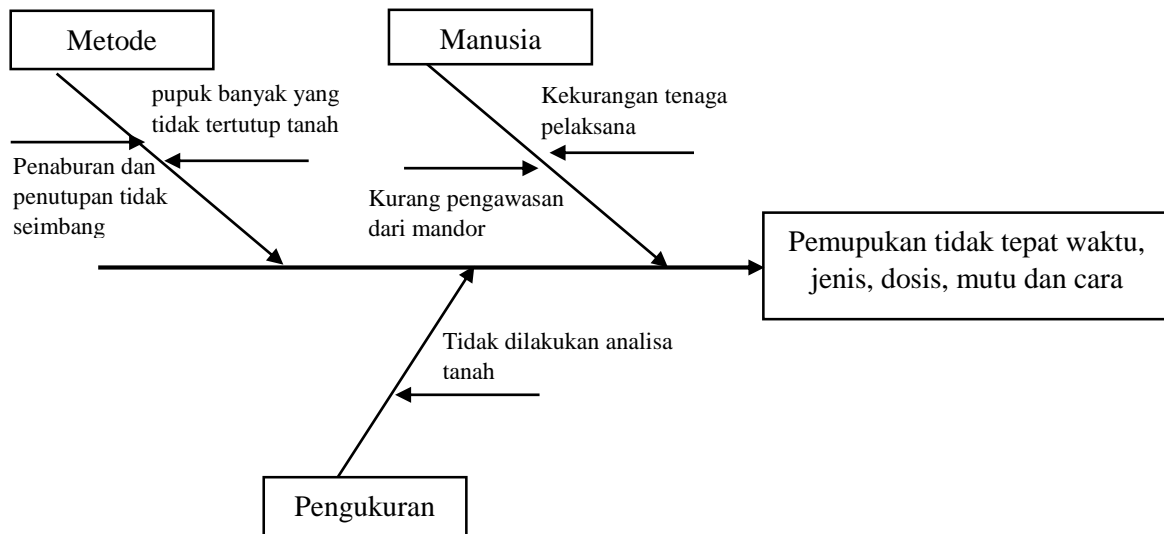 Metode
Manusia
pupuk banyak yang
tidak tertutup tanah
Penaburan dan
penutupan tidak
seimbang
Kekurangan tenaga
pelaksana
Kurang pengawasan
dari mandor
Pemupukan tidak tepat waktu,
jenis, dosis, mutu dan cara
Tidak dilakukan analisa
tanah
Pengukuran